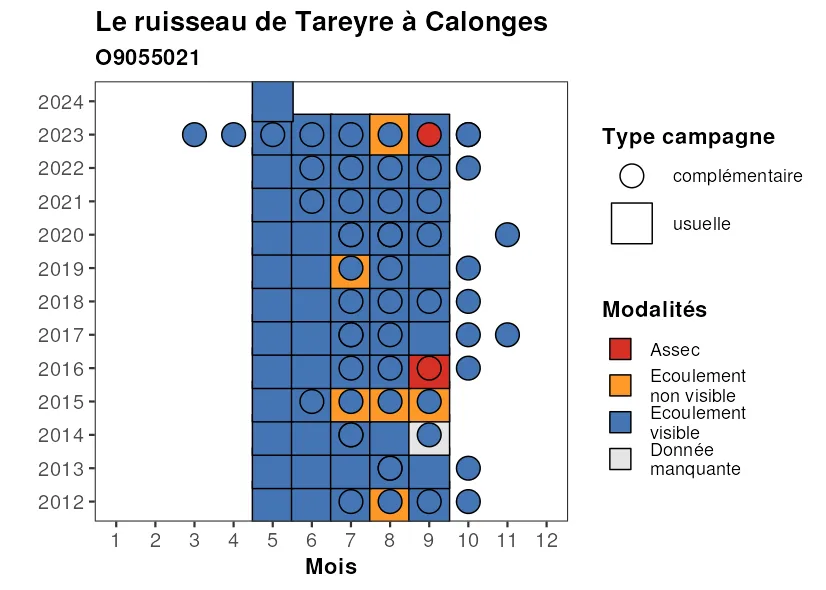 Le ruisseau de Tareyre à Calonges
O9055021
2024
2023
2022
2021
2020
2019
2018
2017
2016
2015
2014
2013
2012
1 2 3 4 5 6 7 8 9 10 11 12
Mois
Type campagne
complémentaire
usuelle
Modalités
Assec
Ecoulement
non visible
Ecoulement
visible
Donnée
manquante